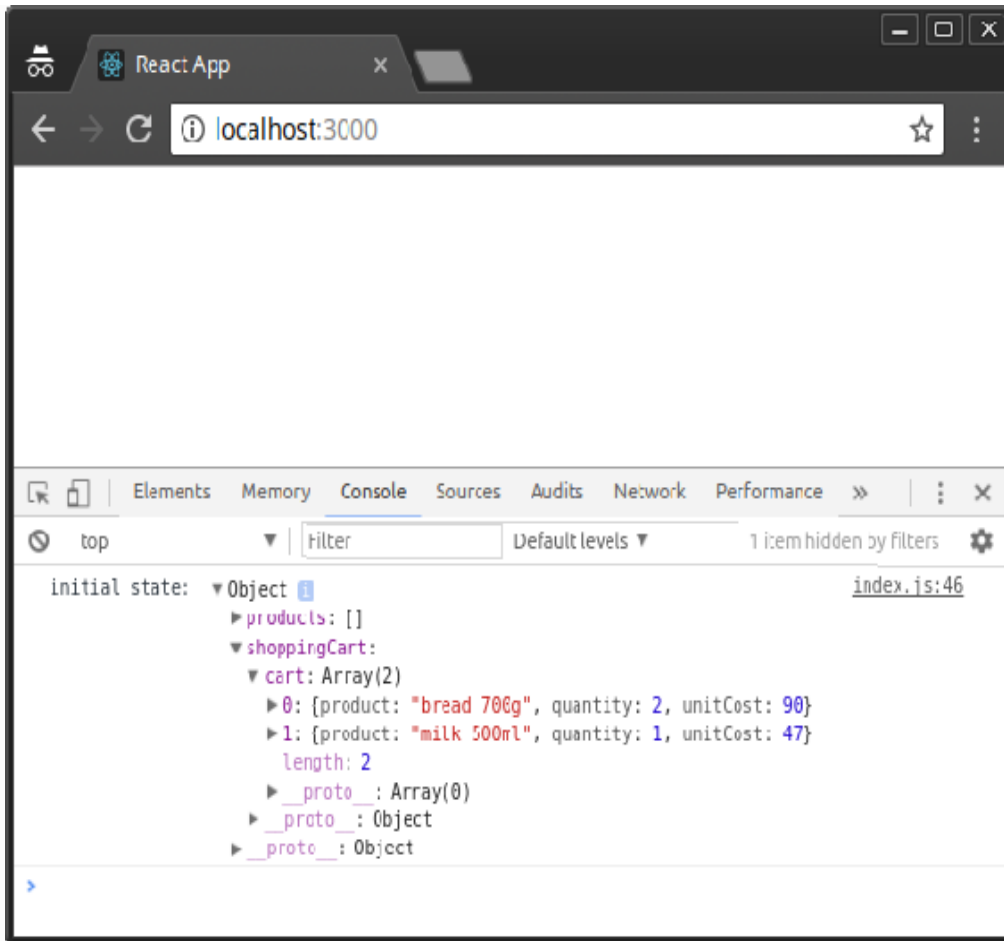 React App
localhost:3000
Elements Memory Console Sources Audits Network Performance
top Filter Default levels 1 item hidden by filters
initial state: Object i index.js:46
products: []
shoppingCart:
cart: Array(2)
0: {product: "bread 700g", quantity: 2, unitCost: 90}
1: {product: "milk 500ml", quantity: 1, unitCost: 47}
length: 2
__proto__: Array(0)
__proto__: Object
__proto__: Object